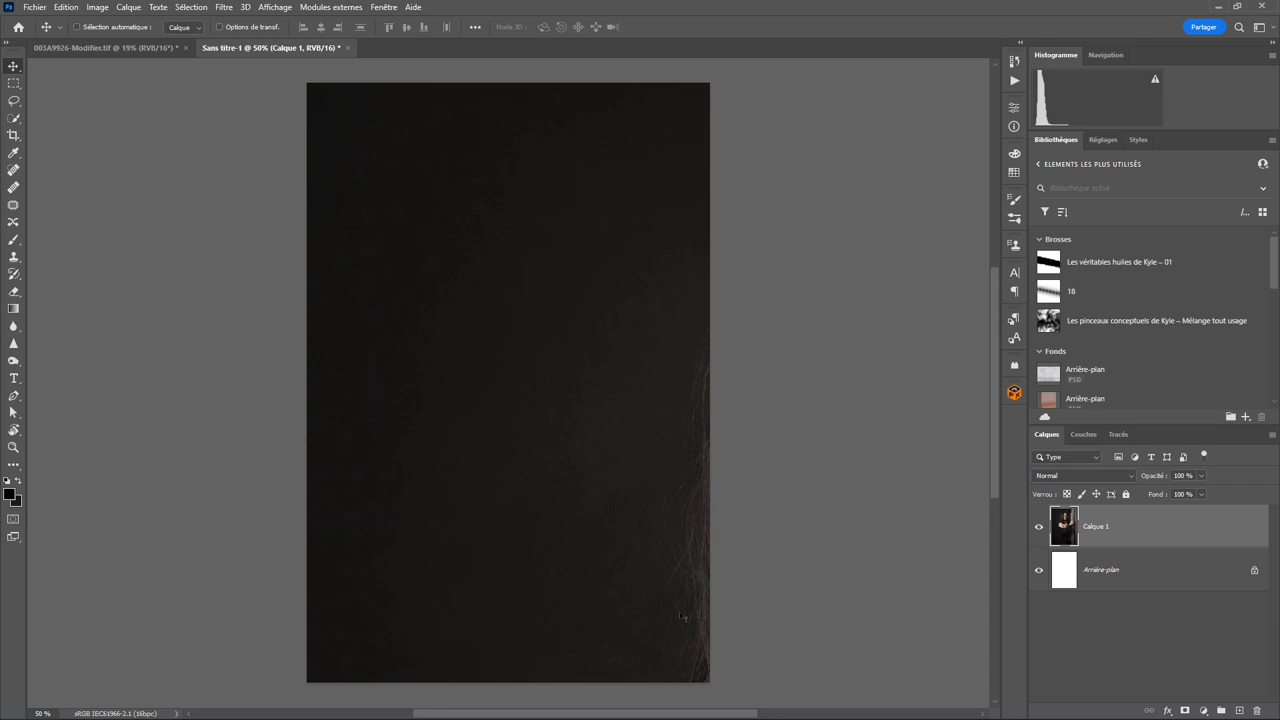 Ps
Fichier Edition Image Calque Texte Sélection Filtre 3D Affichage Modules externes Fenêtre Aide
Sélection automatique : Calque Options de transf. Mode 3D : Partager
003A9926-Modifier.tif @ 19% (RVB/16*) * × Sans titre-1 @ 50% (Calque 1, RVB/16) * ×
Histogramme Navigation
Bibliothèques Réglages Styles
ELEMENTS LES PLUS UTILISÉS
Bibliothèque active
Brosses
Les véritables huiles de Kyle – 01
18
Les pinceaux conceptuels de Kyle – Mélange tout usage
Fonds
Arrière-plan
PSD
Arrière-plan
Calques Couches Tracés
Type
Normal Opacité : 100 %
Verrou : Fond : 100 %
Calque 1
Arrière-plan
50 % sRGB IEC61966-2.1 (16bpc)